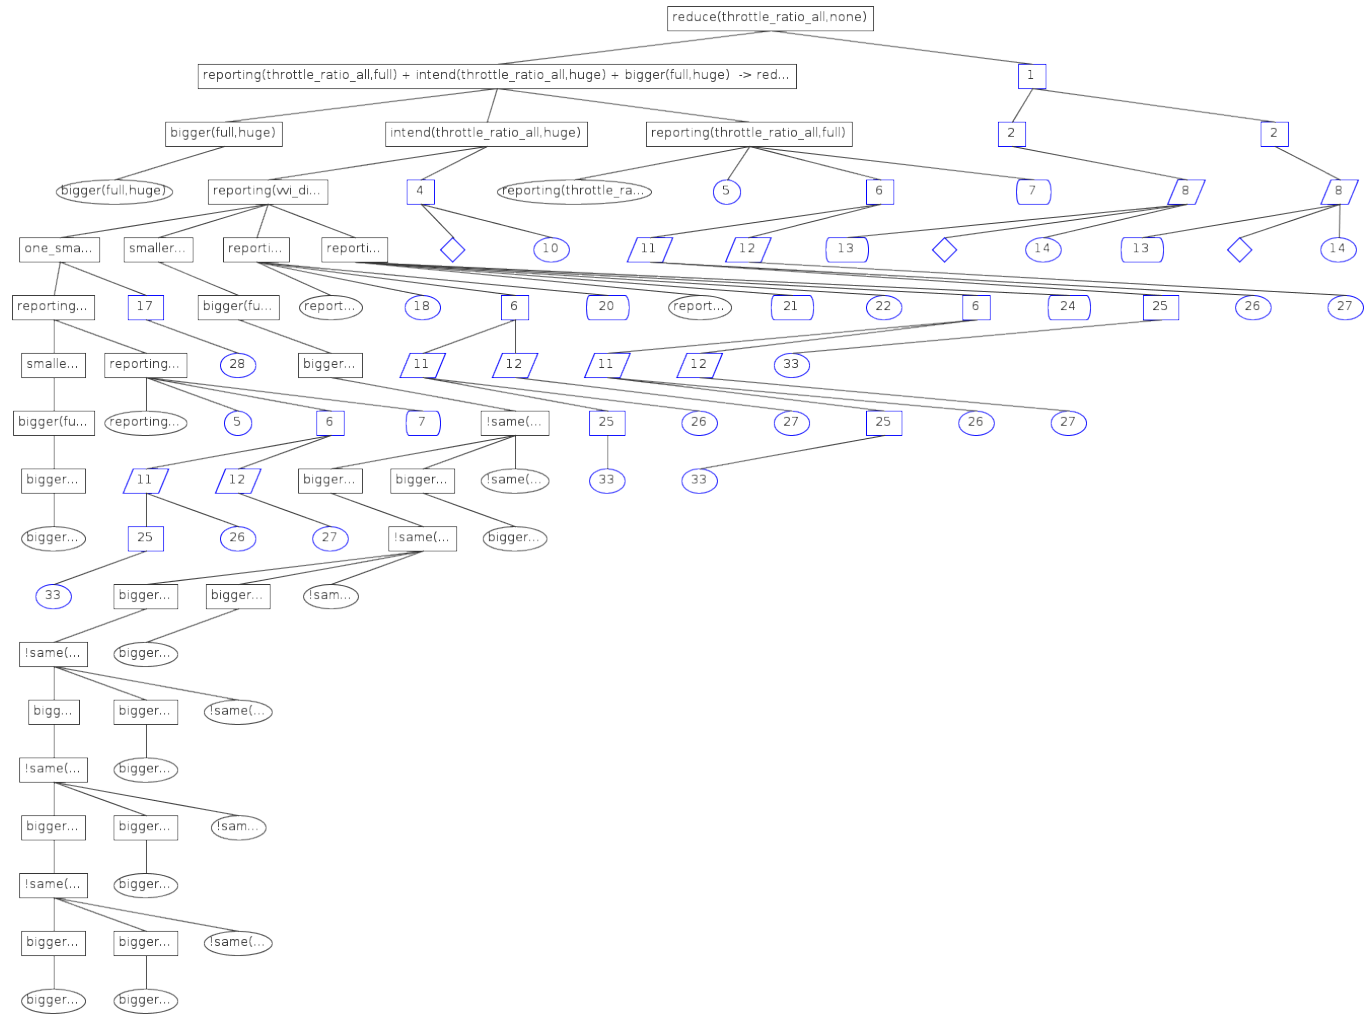 reduce(throttle_ratio_all,none)
reporting(throttle_ratio_all,full) + intend(throttle_ratio_all,huge) + bigger(full,huge) -> red...
1
bigger(full,huge)
intend(throttle_ratio_all,huge)
reporting(throttle_ratio_all,full)
2
2
bigger(full,huge)
reporting(vvi_di...
4
reporting(throttle_ra...
5
6
7
8
8
one_sma...
smaller...
reporti...
reporti...
10
11
12
13
14
13
14
reporting...
17
bigger(fu...
report...
18
6
20
report...
21
22
6
24
25
26
27
smalle...
reporting...
28
bigger...
11
12
11
12
33
bigger(fu...
reporting...
5
6
7
!same(...
25
26
27
25
26
27
bigger...
11
12
bigger...
bigger...
!same(...
33
33
bigger...
25
26
27
!same(...
bigger...
33
bigger...
bigger...
!sam...
!same(...
bigger...
bigg...
bigger...
!same(...
!same(...
bigger...
bigger...
bigger...
!sam...
!same(...
bigger...
bigger...
bigger...
!same(...
bigger...
bigger...